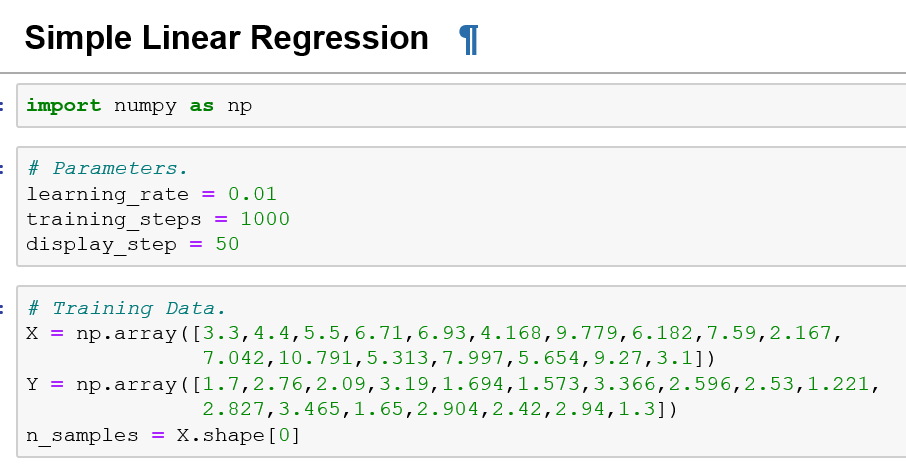 Simple Linear Regression ¶
import numpy as np
# Parameters.
learning_rate = 0.01
training_steps = 1000
display_step = 50
# Training Data.
X = np.array([3.3,4.4,5.5,6.71,6.93,4.168,9.779,6.182,7.59,2.167,
7.042,10.791,5.313,7.997,5.654,9.27,3.1])
Y = np.array([1.7,2.76,2.09,3.19,1.694,1.573,3.366,2.596,2.53,1.221,
2.827,3.465,1.65,2.904,2.42,2.94,1.3])
n_samples = X.shape[0]